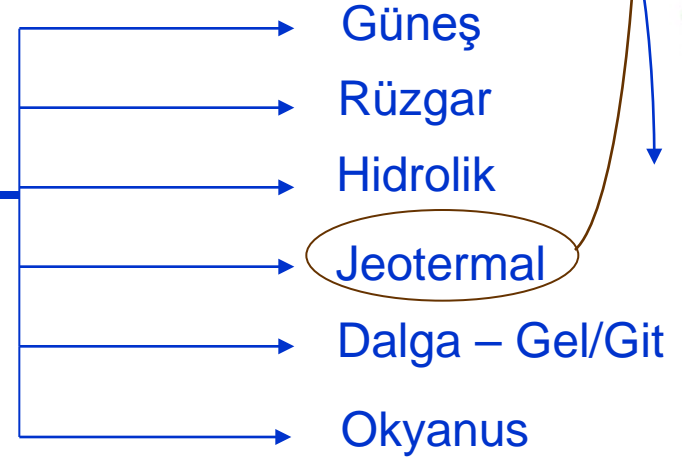 Güneş
Rüzgar
Hidrolik
Jeotermal
Dalga – Gel/Git
Okyanus